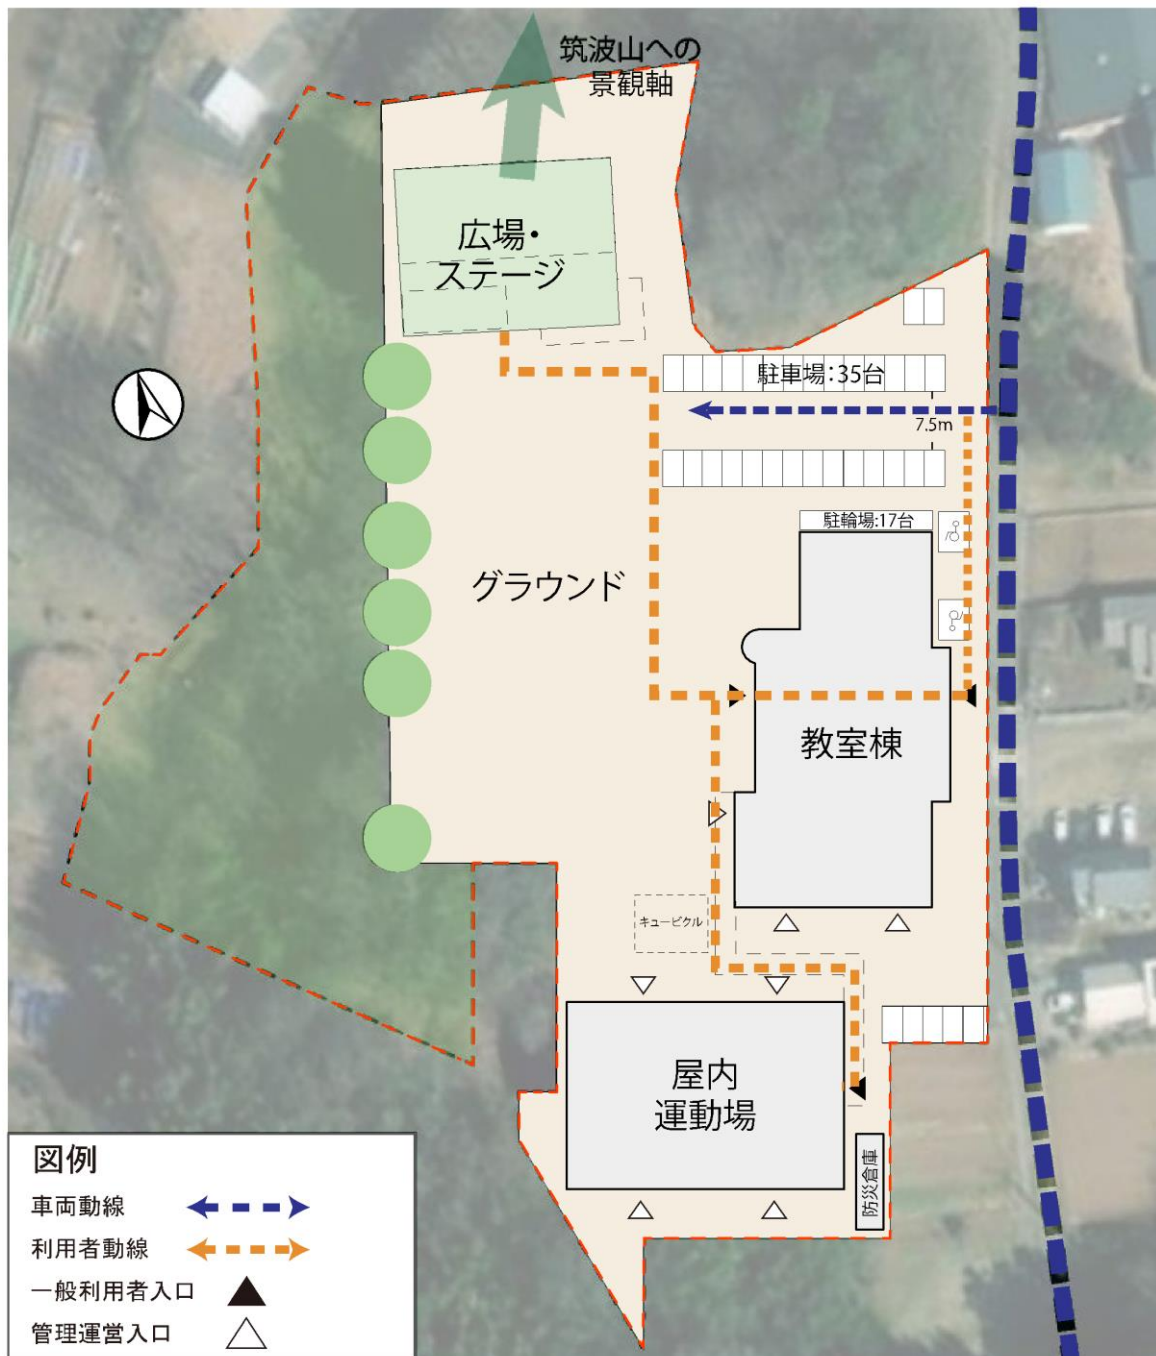 筑波山への
景観軸
広場・
ステージ
駐車場：35台
7.5m
駐輪場:17台
グラウンド
教室棟
キュービクル
屋内
運動場
防災倉庫
図例
車両動線
利用者動線
一般利用者入口
管理運営入口